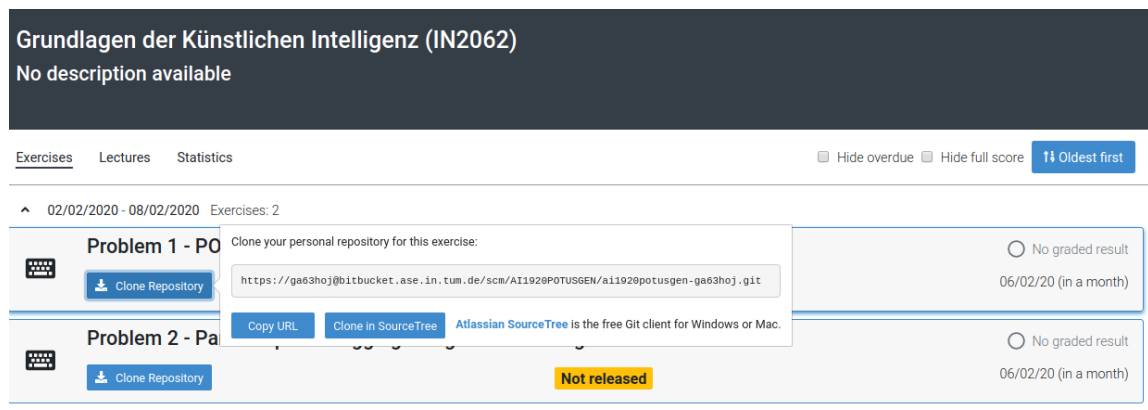 Grundlagen der Künstlichen Intelligenz (IN2062)
No description available
Exercises Lectures Statistics Hide overdue Hide full score Oldest first
02/02/2020 - 08/02/2020 Exercises: 2
Problem 1 - PO
Clone Repository
Clone your personal repository for this exercise:
https://ga63hoj@bitbucket.ase.in.tum.de/scm/AI1920POTUSGEN/ai1920potusgen-ga63hoj.git
Copy URL Clone in SourceTree Atlassian SourceTree is the free Git client for Windows or Mac.
No graded result
06/02/20 (in a month)
Problem 2 - Pa
Clone Repository
Not released
No graded result
06/02/20 (in a month)